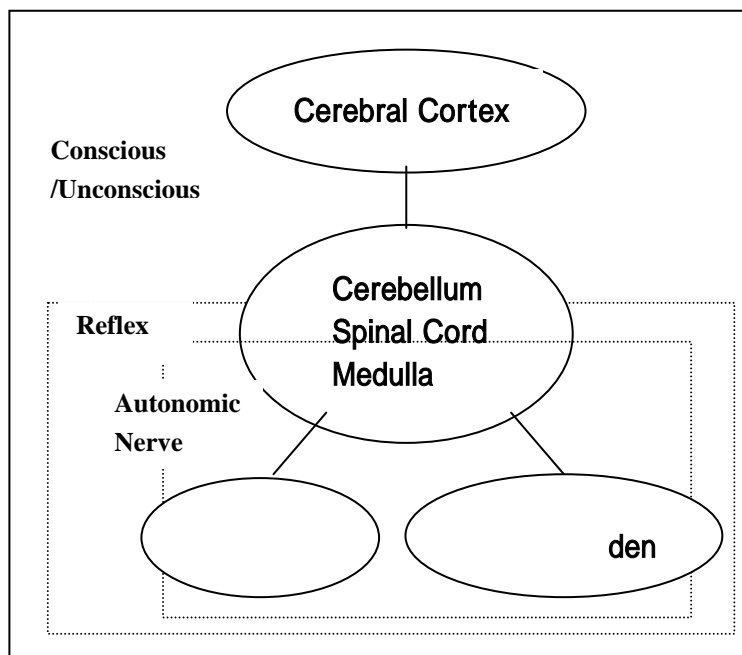 Cerebral Cortex
Conscious
/Unconscious
Cerebellum
Spinal Cord
Medulla
Reflex
Autonomic
Nerve
den